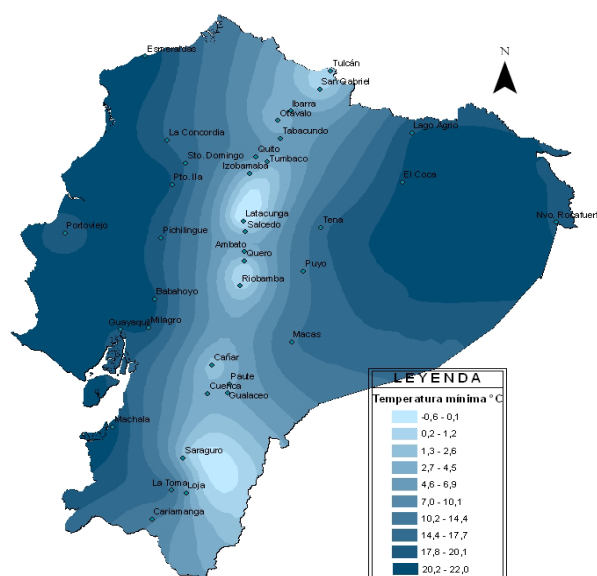 Tulcán
Esmeraldas
N
San Gabriel
Ibarra
Otavalo
Lago Agrio
La Concordia
Tabacundo
Quito
Sto. Domingo
Tumbaco
Izobamaba
Pto. Ila
El Coca
Latacunga
Nvo. Rocafuert
Salcedo
Tena
Portoviejo
Pichilingue
Ambato
Quero
Puyo
Riobamba
Babahoyo
Guayaquil
Milagro
Macas
Cañar
Paute
Cuenca
Gualaceo
Machala
Saraguro
La Toma
Loja
Cariamanga
LEYENDA
Temperatura mínima °C
-0,6 - 0,1
0,2 - 1,2
1,3 - 2,6
2,7 - 4,5
4,6 - 6,9
7,0 - 10,1
10,2 - 14,4
14,4 - 17,7
17,8 - 20,1
20,2 - 22,0